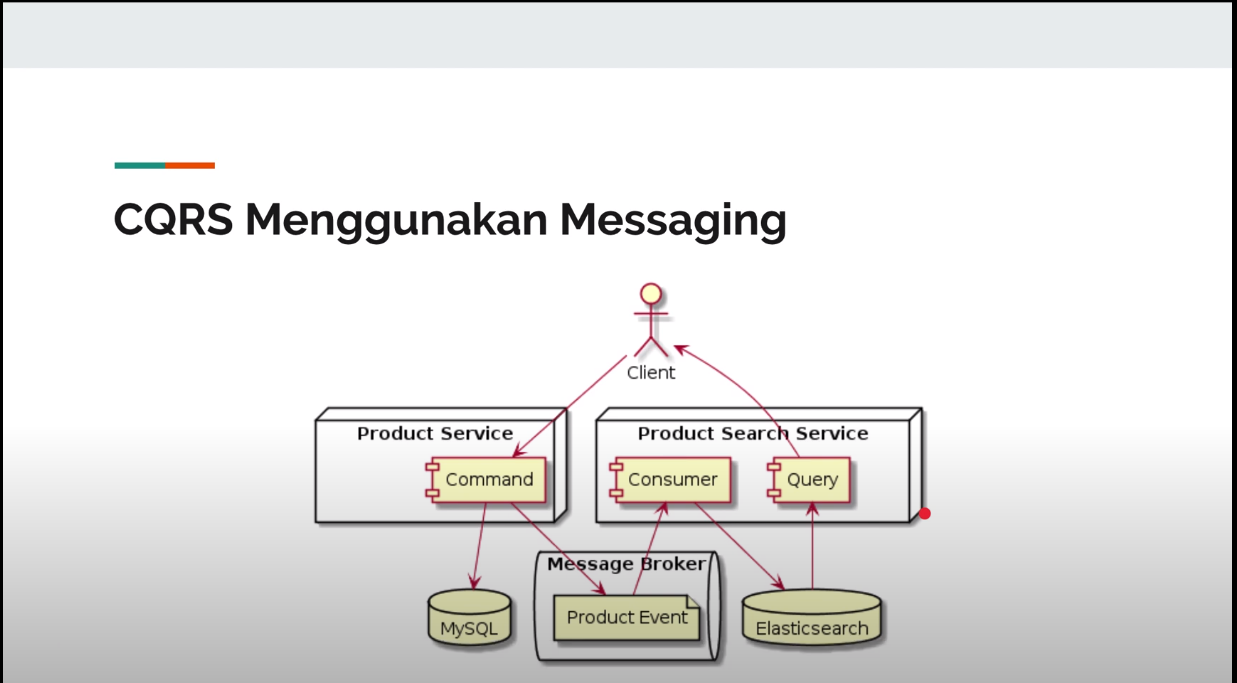 CQRS Menggunakan Messaging
Client
Product Service
Product Search Service
Command
Consumer
Query
Message Broker
Product Event
MySQL
Elasticsearch